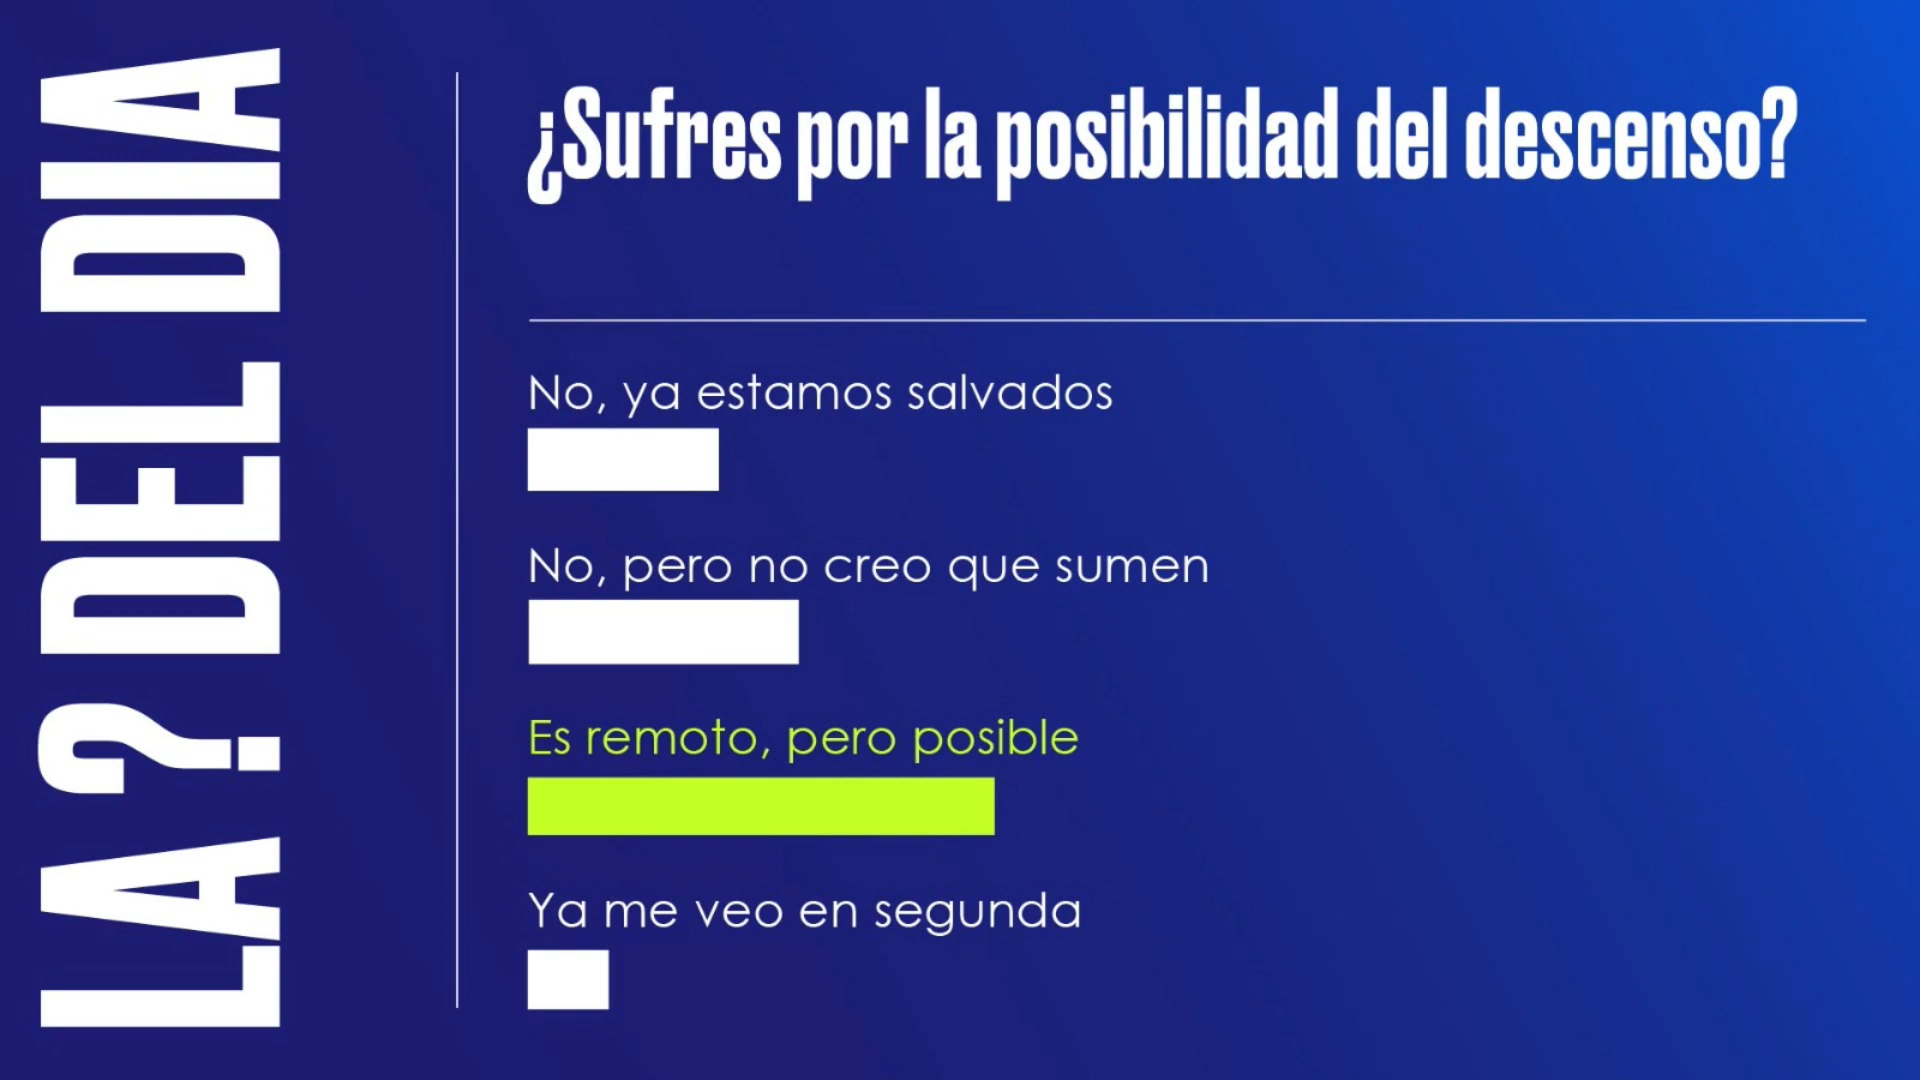 LA ? DEL DIA
¿Sufres por la posibilidad del descenso?
No, ya estamos salvados
No, pero no creo que sumen
Es remoto, pero posible
Ya me veo en segunda